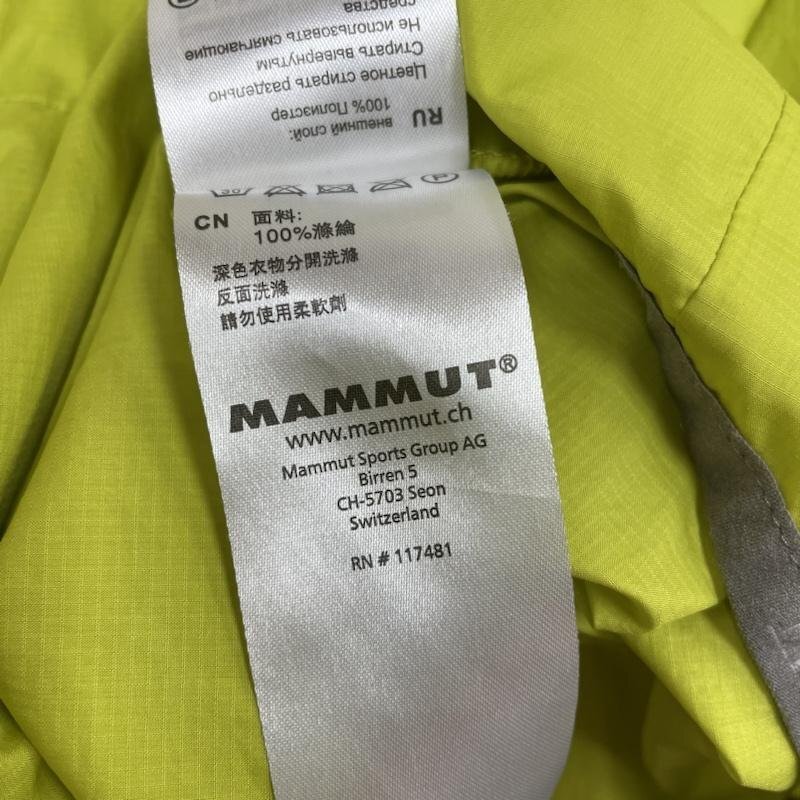 RU внешний слой:
100% Полиэстер
Цветное стирать раздельно
Стирать вывернутым
Не использовать смягчающие
средства
CN 面料:
100%滌綸
深色衣物分開洗滌
反面洗滌
請勿使用柔軟劑
MAMMUT®
www.mammut.ch
Mammut Sports Group AG
Birren 5
CH-5703 Seon
Switzerland
RN # 117481